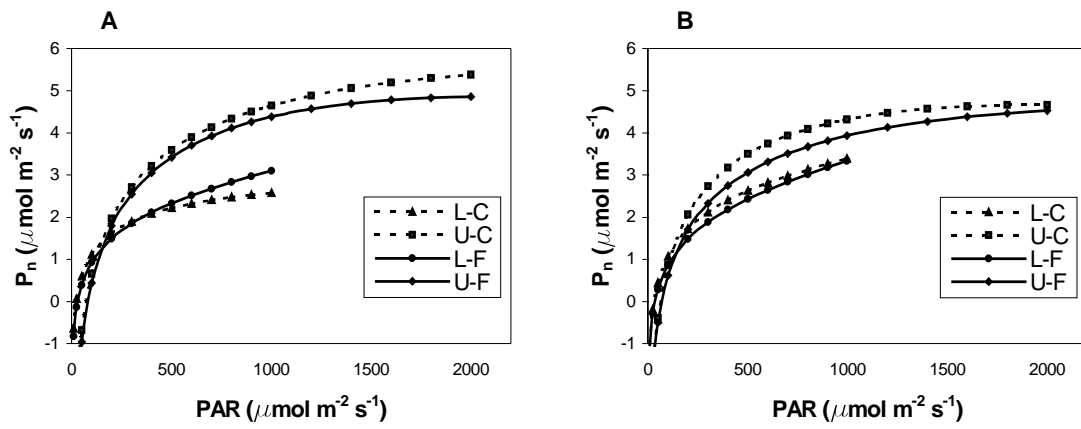 A
6
5
4
3
2
1
0
-1
Pn (μmol m-2 s-1)
0 500 1000 1500 2000
PAR (μmol m-2 s-1)
L-C
U-C
L-F
U-F
B
6
5
4
3
2
1
0
-1
Pn (μmol m-2 s-1)
0 500 1000 1500 2000
PAR (μmol m-2 s-1)
L-C
U-C
L-F
U-F